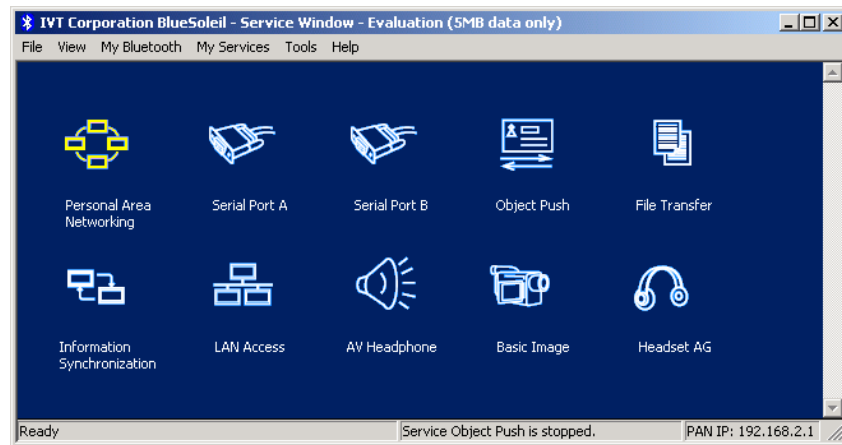 IVT Corporation BlueSoleil - Service Window - Evaluation (5MB data only)
File View My Bluetooth My Services Tools Help
Personal Area
Networking
Serial Port A
Serial Port B
Object Push
File Transfer
Information
Synchronization
LAN Access
AV Headphone
Basic Image
Headset AG
Ready
Service Object Push is stopped.
PAN IP: 192.168.2.1